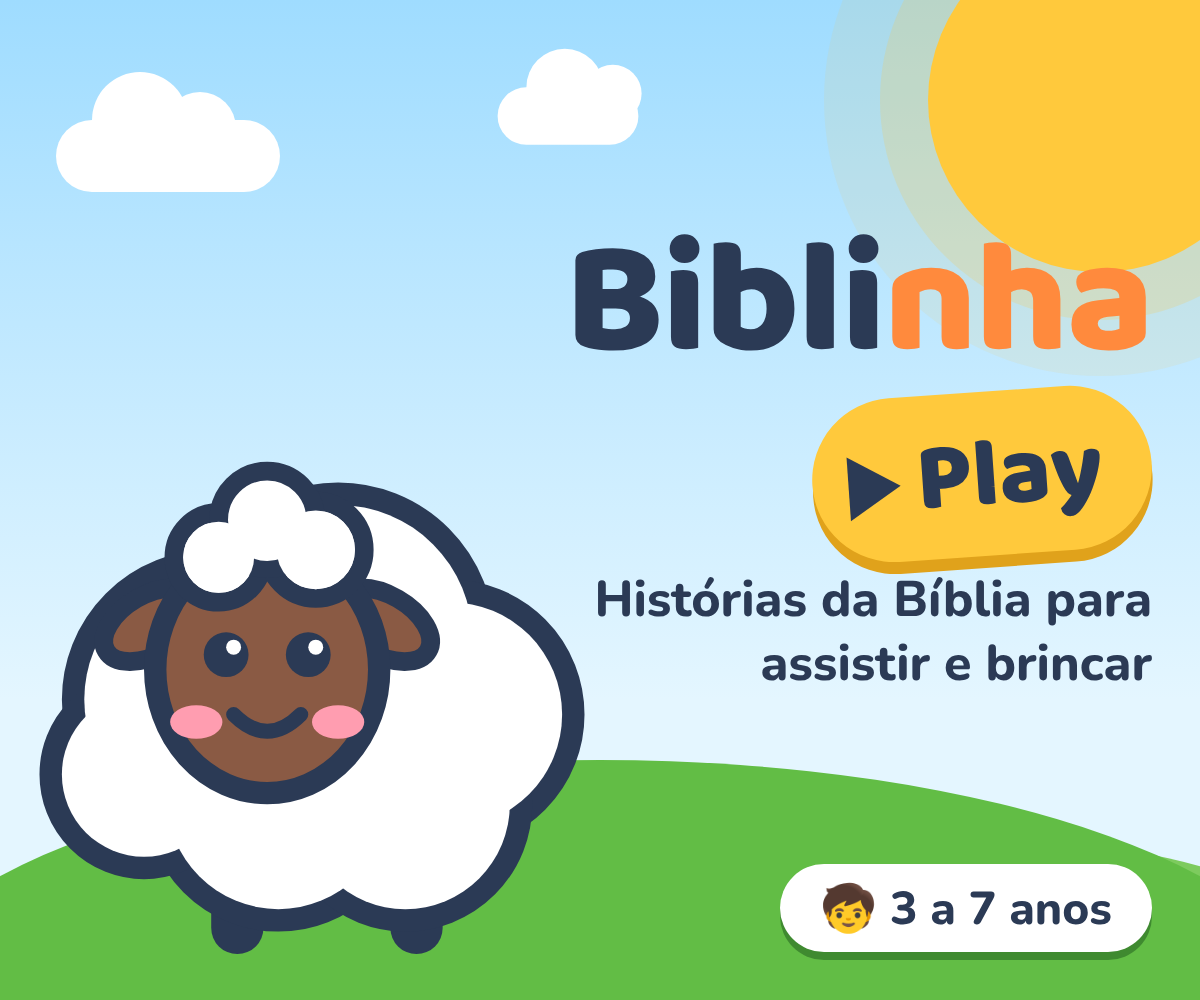 Biblinha
Play
Histórias da Bíblia para
assistir e brincar
3 a 7 anos